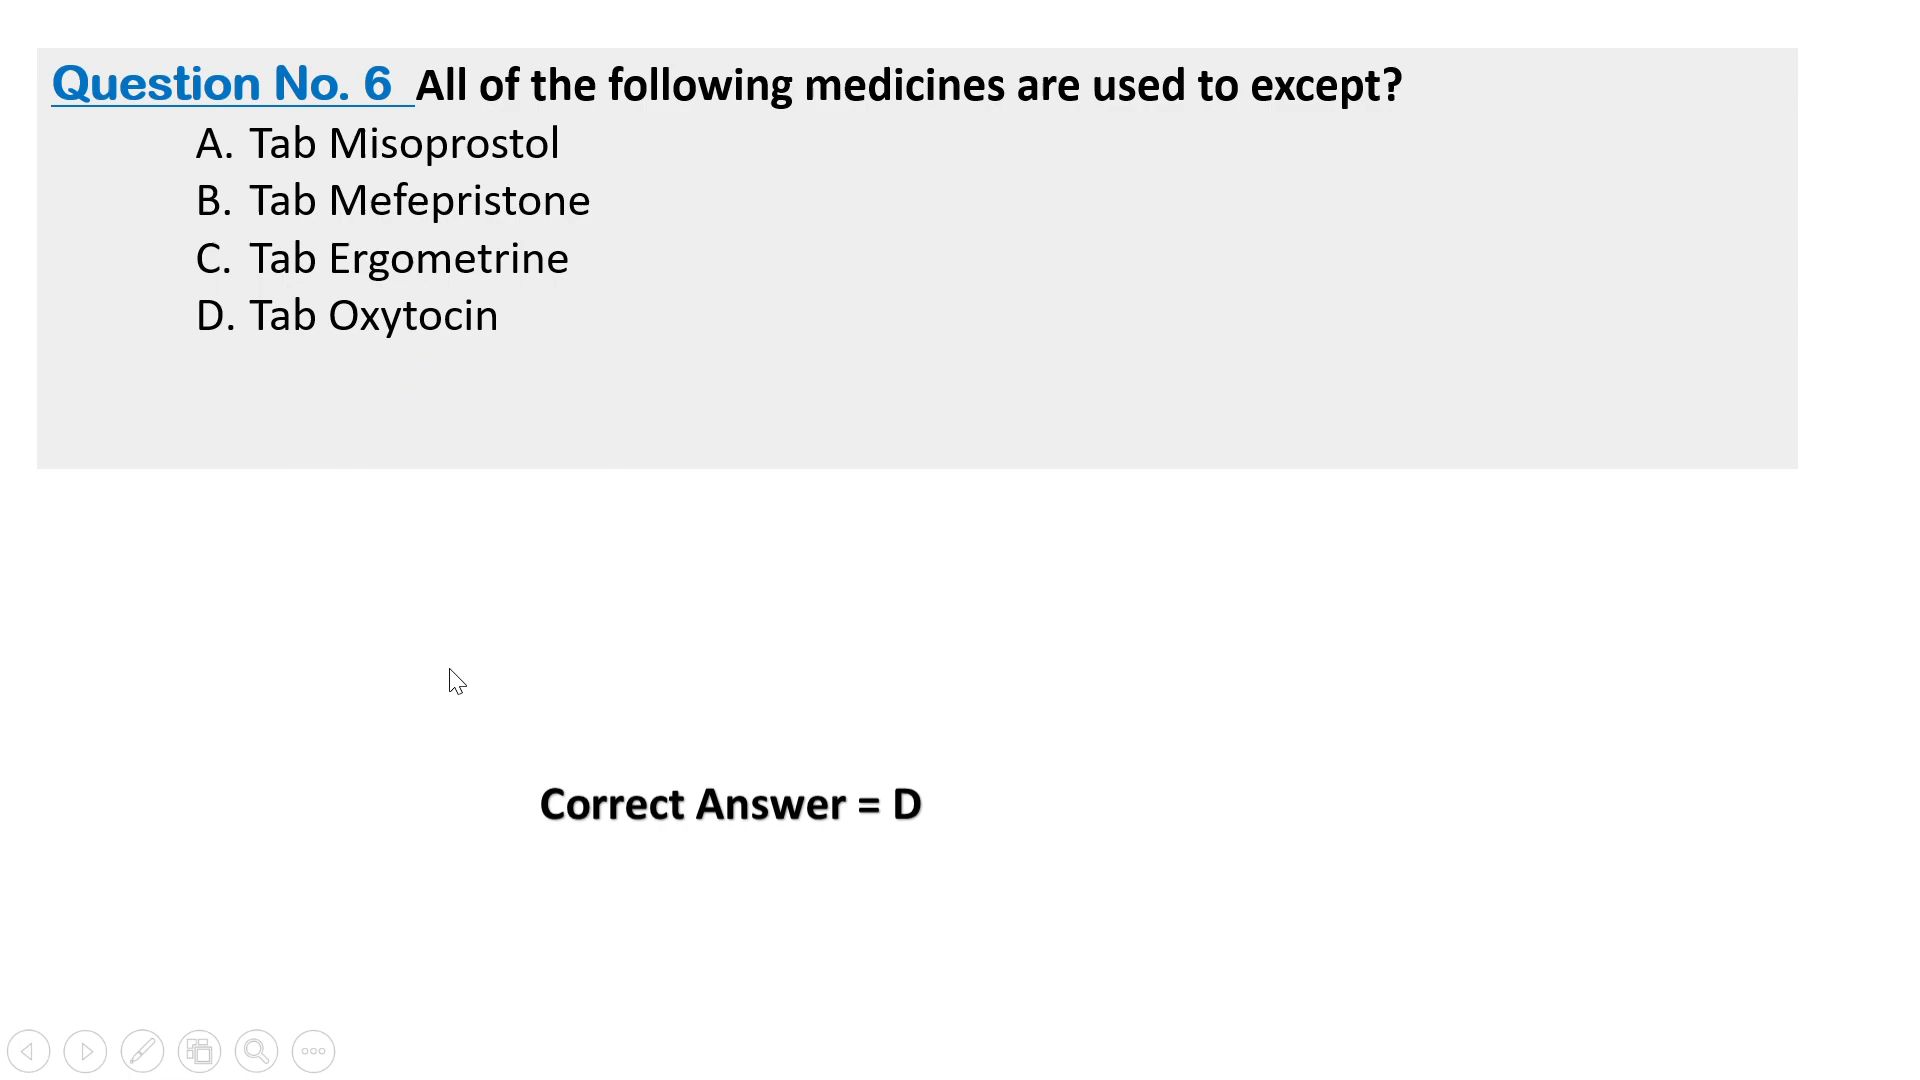 Question No. 6 All of the following medicines are used to except?
A. Tab Misoprostol
B. Tab Mefepristone
C. Tab Ergometrine
D. Tab Oxytocin
Correct Answer = D